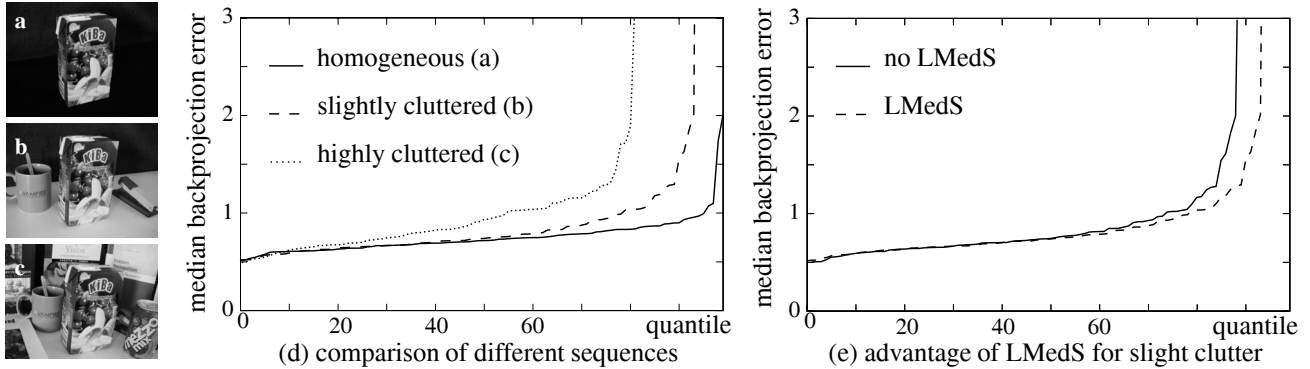 a
KiBa
b
KiBa
c
KiBa
mezzo
mix
median backprojection error
3
2
1
0
homogeneous (a)
slightly cluttered (b)
highly cluttered (c)
0 20 40 60 quantile
(d) comparison of different sequences
median backprojection error
3
2
1
0
no LMedS
LMedS
0 20 40 60 quantile
(e) advantage of LMedS for slight clutter